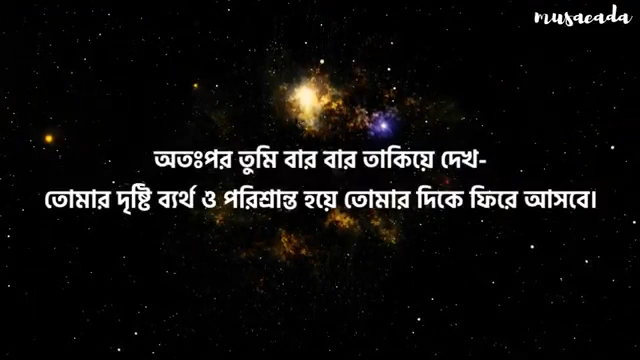 musaeada
অতঃপর তুমি বার বার তাকিয়ে দেখ-
তোমার দৃষ্টি ব্যর্থ ও পরিশ্রান্ত হয়ে তোমার দিকে ফিরে আসবে।